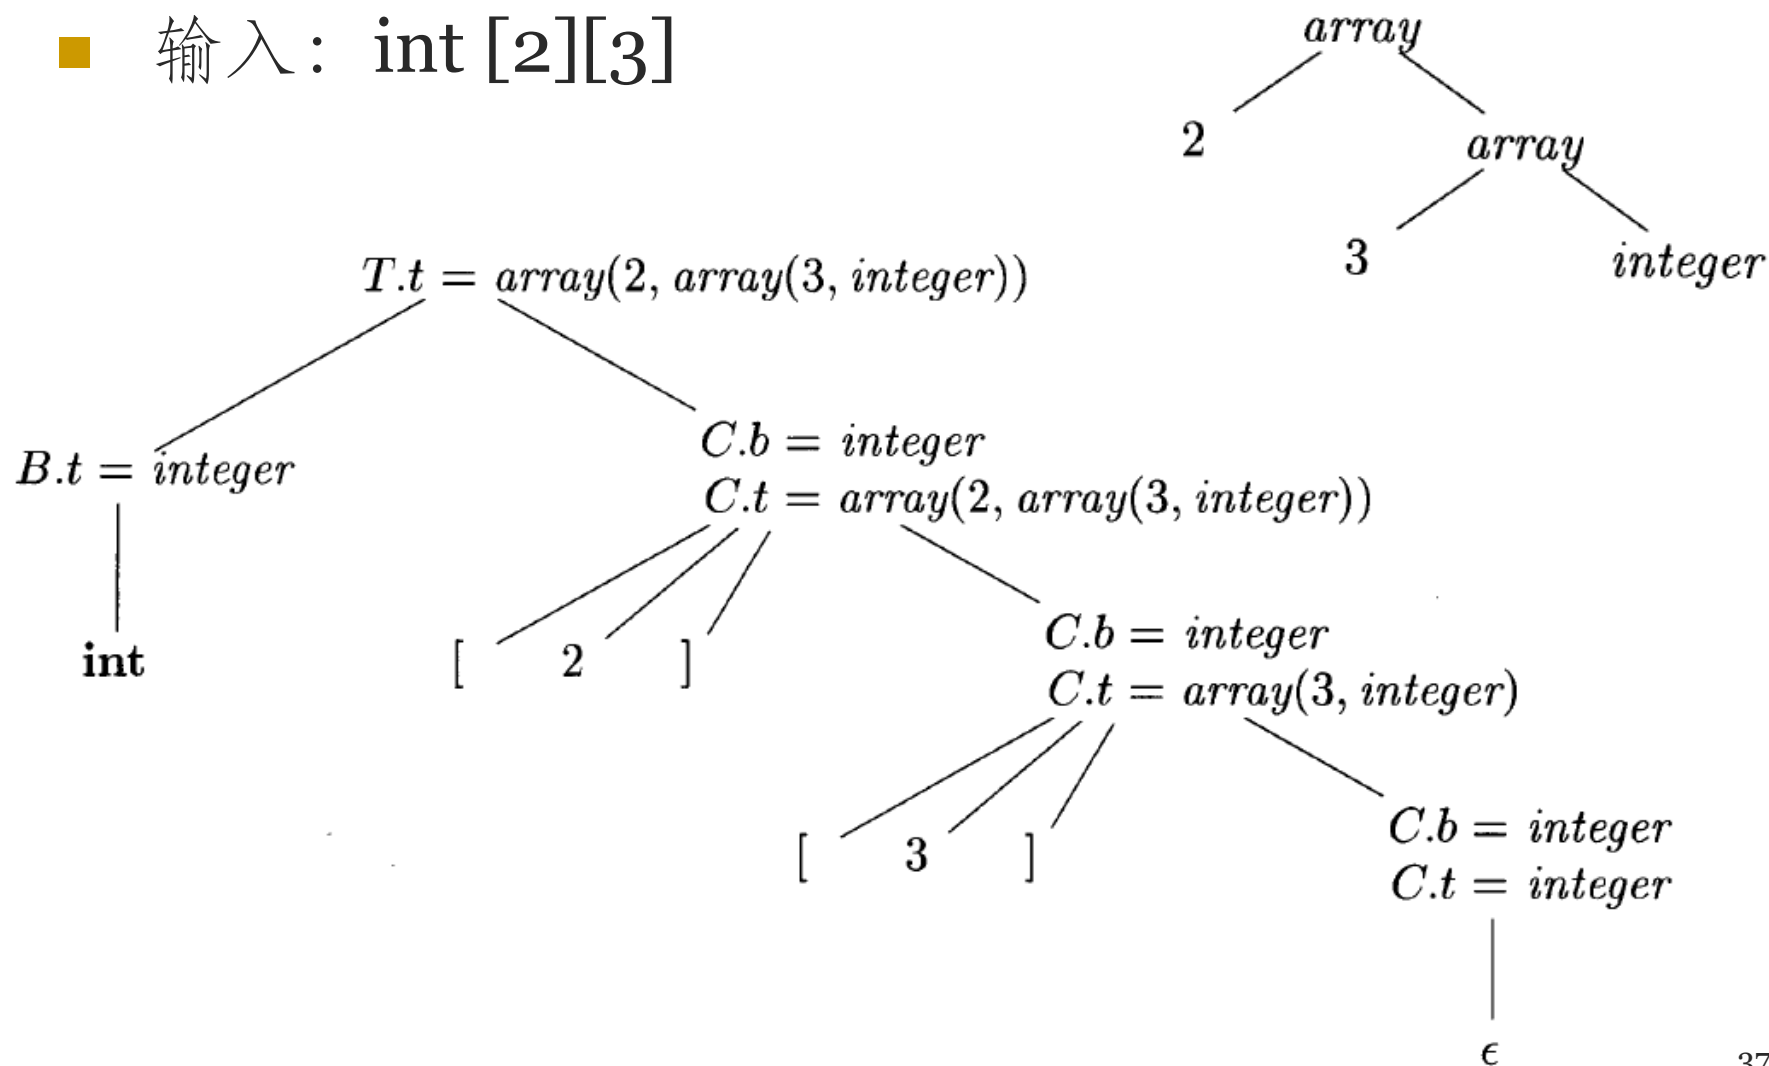 输入：int [2][3]
array
2 array
3 integer
T.t = array(2, array(3, integer))
B.t = integer
C.b = integer
C.t = array(2, array(3, integer))
int
[ 2 ]
C.b = integer
C.t = array(3, integer)
[ 3 ]
C.b = integer
C.t = integer
ϵ
37